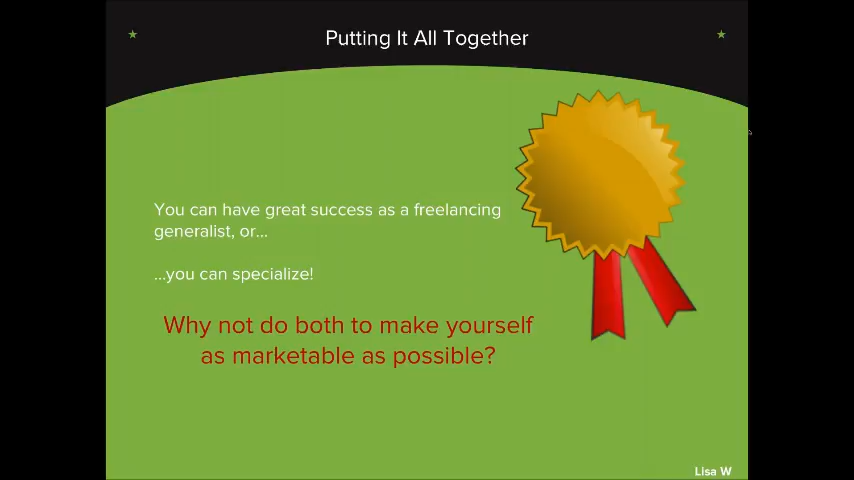 Putting It All Together
You can have great success as a freelancing
generalist, or...
...you can specialize!
Why not do both to make yourself
as marketable as possible?
Lisa W